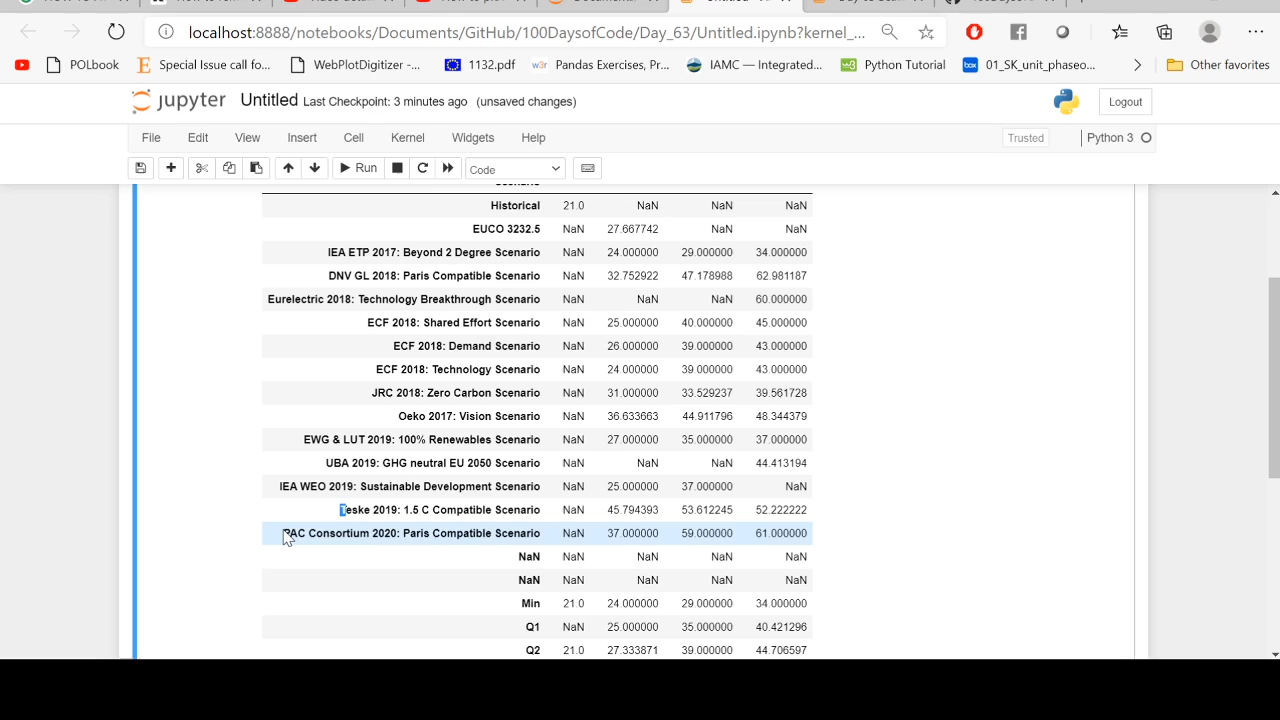 localhost:8888/notebooks/Documents/GitHub/100DaysofCode/Day_63/Untitled.ipynb?kernel_...
POLbook Special Issue call fo... WebPlotDigitizer -... 1132.pdf w3r Pandas Exercises, Pr... IAMC — Integrated... W3 Python Tutorial box 01_SK_unit_phaseo... Other favorites
jupyter Untitled Last Checkpoint: 3 minutes ago (unsaved changes) Logout
File Edit View Insert Cell Kernel Widgets Help Trusted Python 3
Run Code
Scenario
Historical 21.0 NaN NaN NaN
EUCO 3232.5 NaN 27.667742 NaN NaN
IEA ETP 2017: Beyond 2 Degree Scenario NaN 24.000000 29.000000 34.000000
DNV GL 2018: Paris Compatible Scenario NaN 32.752922 47.178988 62.981187
Eurelectric 2018: Technology Breakthrough Scenario NaN NaN NaN 60.000000
ECF 2018: Shared Effort Scenario NaN 25.000000 40.000000 45.000000
ECF 2018: Demand Scenario NaN 26.000000 39.000000 43.000000
ECF 2018: Technology Scenario NaN 24.000000 39.000000 43.000000
JRC 2018: Zero Carbon Scenario NaN 31.000000 33.529237 39.561728
Oeko 2017: Vision Scenario NaN 36.633663 44.911796 48.344379
EWG & LUT 2019: 100% Renewables Scenario NaN 27.000000 35.000000 37.000000
UBA 2019: GHG neutral EU 2050 Scenario NaN NaN NaN 44.413194
IEA WEO 2019: Sustainable Development Scenario NaN 25.000000 37.000000 NaN
Teske 2019: 1.5 C Compatible Scenario NaN 45.794393 53.612245 52.222222
PAC Consortium 2020: Paris Compatible Scenario NaN 37.000000 59.000000 61.000000
NaN NaN NaN NaN NaN
NaN NaN NaN NaN NaN
Min 21.0 24.000000 29.000000 34.000000
Q1 NaN 25.000000 35.000000 40.421296
Q2 21.0 27.333871 39.000000 44.706597